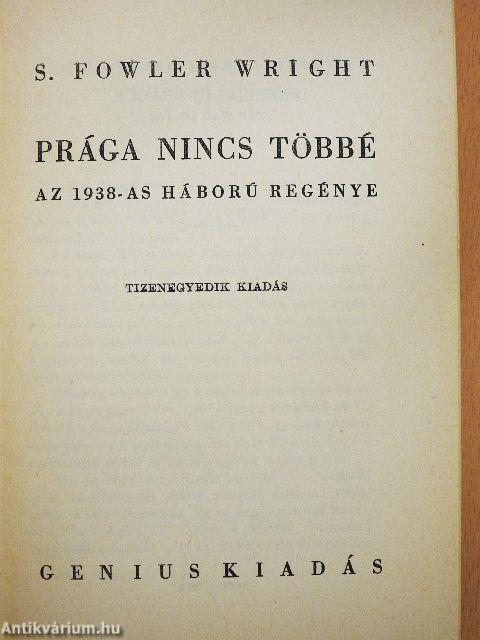 S. FOWLER WRIGHT
PRÁGA NINCS TÖBBÉ
AZ 1938-AS HÁBORÚ REGÉNYE
TIZENEGYEDIK KIADÁS
GENIUS KIADÁS
Antikvárium.hu